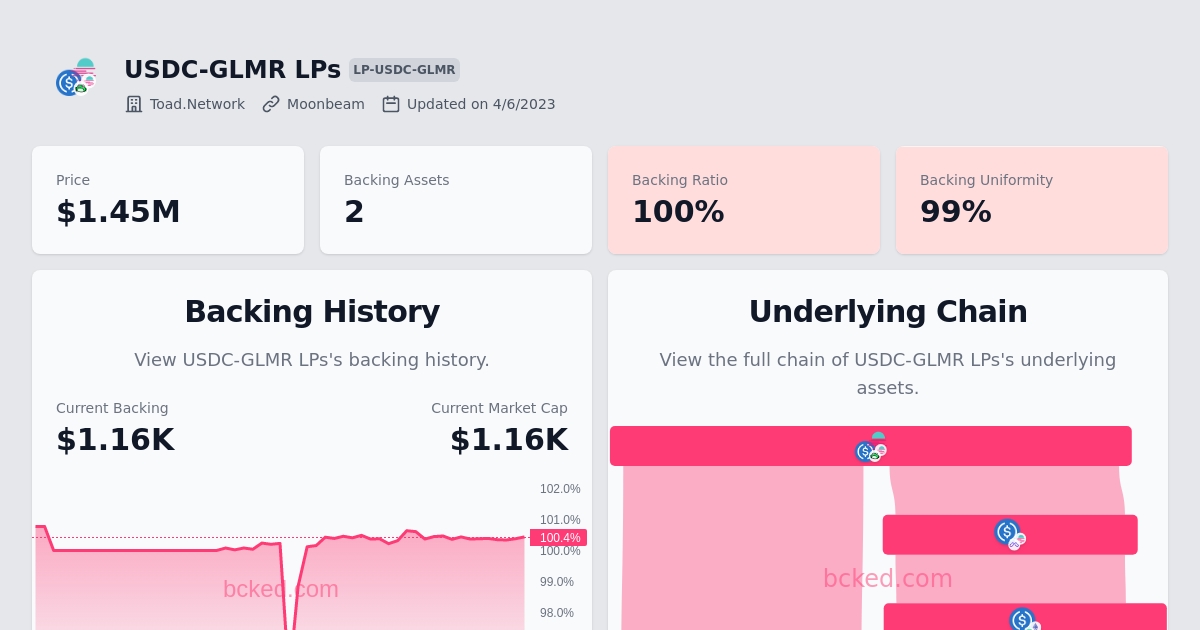 USDC-GLMR LPs LP-USDC-GLMR
Toad.Network Moonbeam Updated on 4/6/2023
Price
$1.45M
Backing Assets
2
Backing Ratio
100%
Backing Uniformity
99%
Backing History
View USDC-GLMR LPs's backing history.
Current Backing
$1.16K
Current Market Cap
$1.16K
102.0%
101.0%
100.4%
100.0%
99.0%
98.0%
bcked.com
Underlying Chain
View the full chain of USDC-GLMR LPs's underlying
assets.
bcked.com